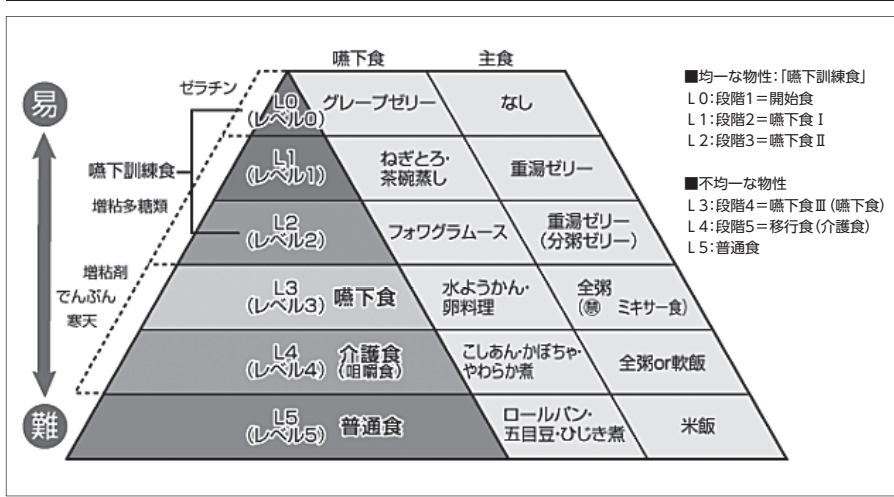 嚥下食 主食
易
ゼラチン
L0
(レベル0)
グレープゼリー
なし
嚥下訓練食
L1
(レベル1)
ねぎとろ・
茶碗蒸し
重湯ゼリー
増粘多糖類
L2
(レベル2)
フォワグラムース
重湯ゼリー
(分粥ゼリー)
増粘剤
でんぷん
寒天
L3
(レベル3)
嚥下食
水ようかん・
卵料理
全粥
(㊝ ミキサー食)
L4
(レベル4)
介護食
(咀嚼食)
こしあん・かぼちゃ・
やわらか煮
全粥or軟飯
難
L5
(レベル5)
普通食
ロールパン・
五目豆・ひじき煮
米飯
■均一な物性:「嚥下訓練食」
L0:段階1=開始食
L1:段階2=嚥下食Ⅰ
L2:段階3=嚥下食Ⅱ
■不均一な物性
L3:段階4=嚥下食Ⅲ(嚥下食)
L4:段階5=移行食(介護食)
L5:普通食